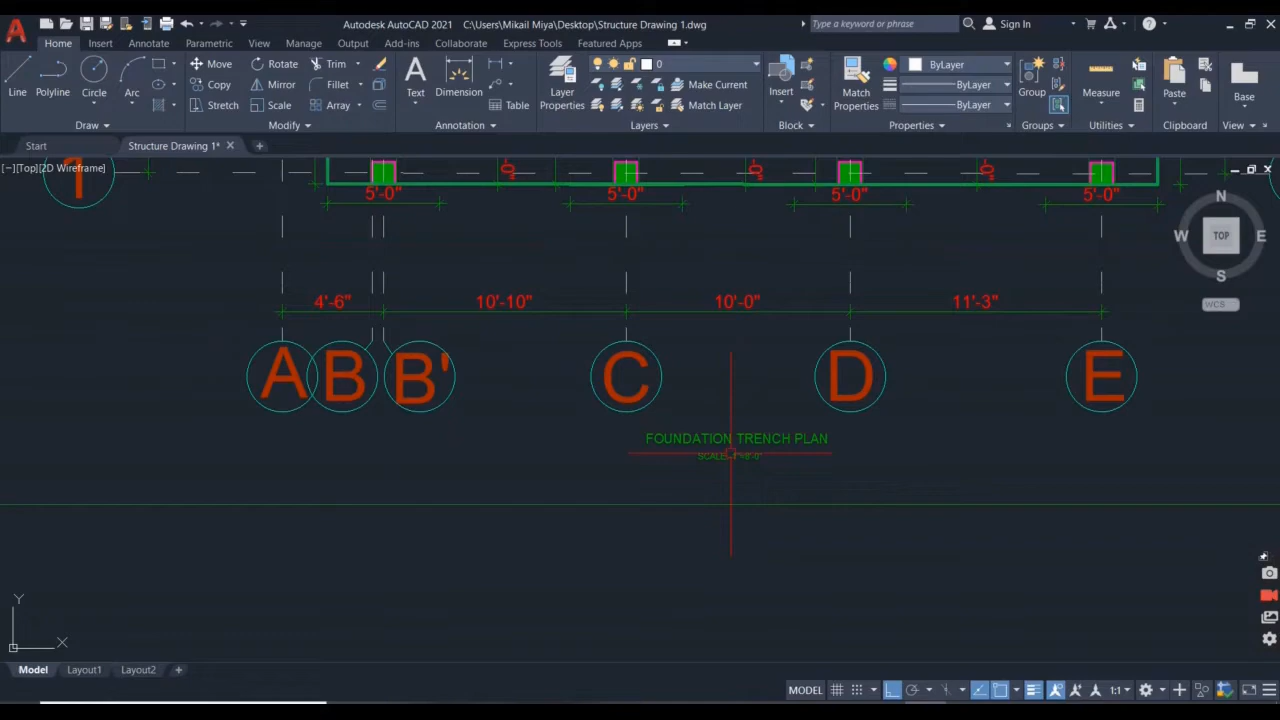 Autodesk AutoCAD 2021 C:\Users\Mikail Miya\Desktop\Structure Drawing 1.dwg
Type a keyword or phrase
Sign In
Home Insert Annotate Parametric View Manage Output Add-ins Collaborate Express Tools Featured Apps
Line Polyline Circle Arc
Move Rotate Trim
Copy Mirror Fillet
Stretch Scale Array
Text Dimension
Table
Layer Properties
0
Make Current
Match Layer
Insert
Match Properties
ByLayer
ByLayer
ByLayer
Group Measure Paste Base
Draw Modify Annotation Layers Block Properties Groups Utilities Clipboard View
Start Structure Drawing 1*
[−][Top][2D Wireframe]
1
5'-0" 5'-0" 5'-0" 5'-0"
N
W TOP E
S
WCS
4'-6" 10'-10" 10'-0" 11'-3"
A B B' C D E
FOUNDATION TRENCH PLAN
Y
X
Model Layout1 Layout2
MODEL 1:1